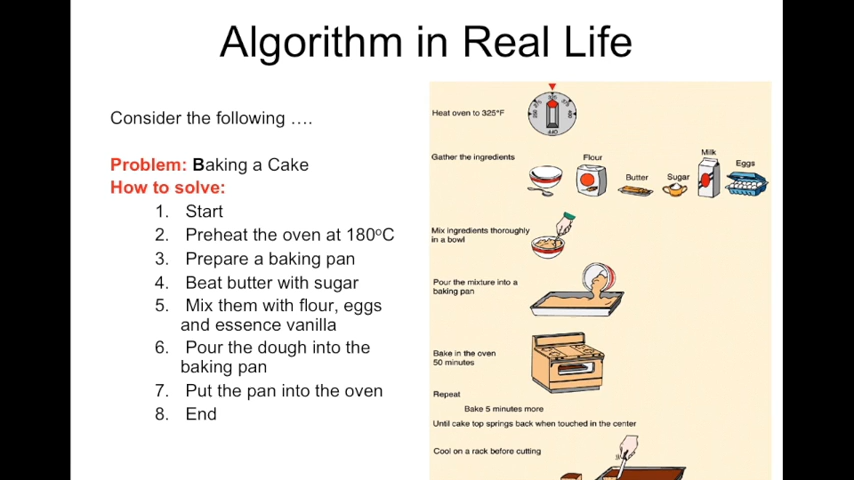 Algorithm in Real Life
Consider the following ….
Problem: Baking a Cake
How to solve:
1. Start
2. Preheat the oven at 180oC
3. Prepare a baking pan
4. Beat butter with sugar
5. Mix them with flour, eggs
and essence vanilla
6. Pour the dough into the
baking pan
7. Put the pan into the oven
8. End
Heat oven to 325°F
Gather the ingredients
Flour
Butter
Sugar
Milk
Eggs
Mix ingredients thoroughly
in a bowl
Pour the mixture into a
baking pan
Bake in the oven
50 minutes
Repeat
Bake 5 minutes more
Until cake top springs back when touched in the center
Cool on a rack before cutting